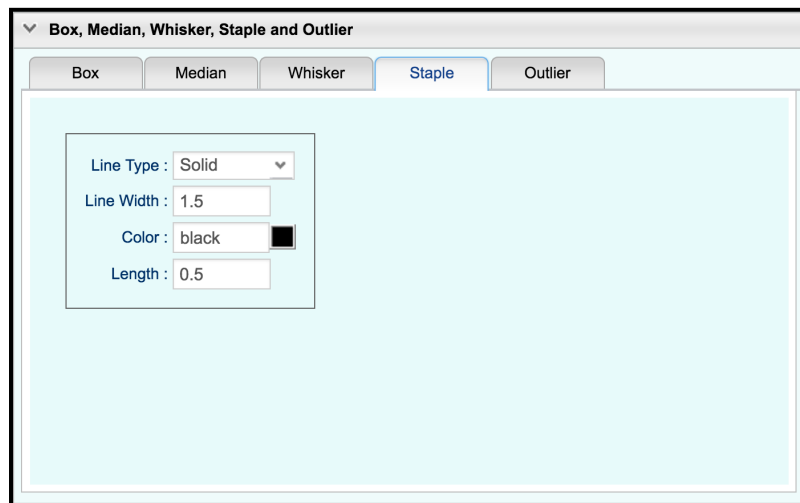 Box, Median, Whisker, Staple and Outlier
Box Median Whisker Staple Outlier
Line Type : Solid
Line Width : 1.5
Color : black
Length : 0.5